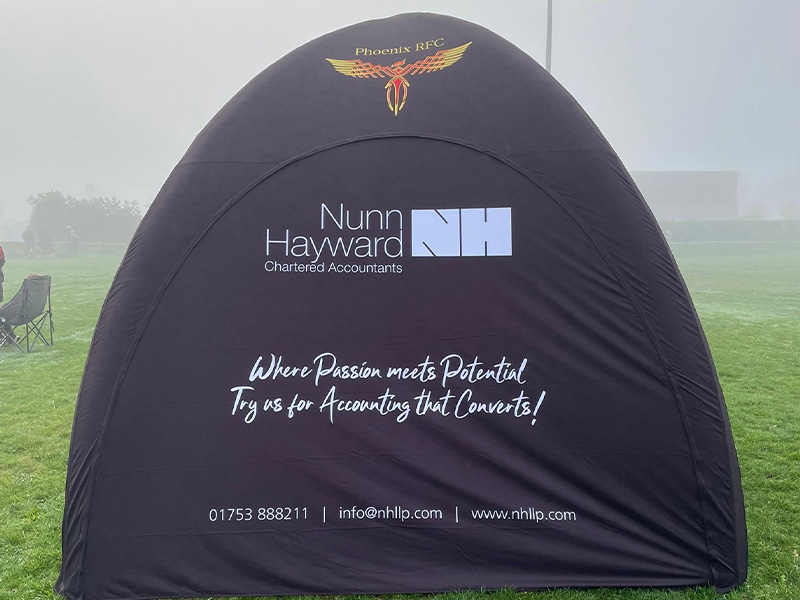 Phoenix RFC
Nunn
Hayward NH
Chartered Accountants
Where Passion meets Potential
Try us for Accounting that Converts!
01753 888211 | info@nhllp.com | www.nhllp.com